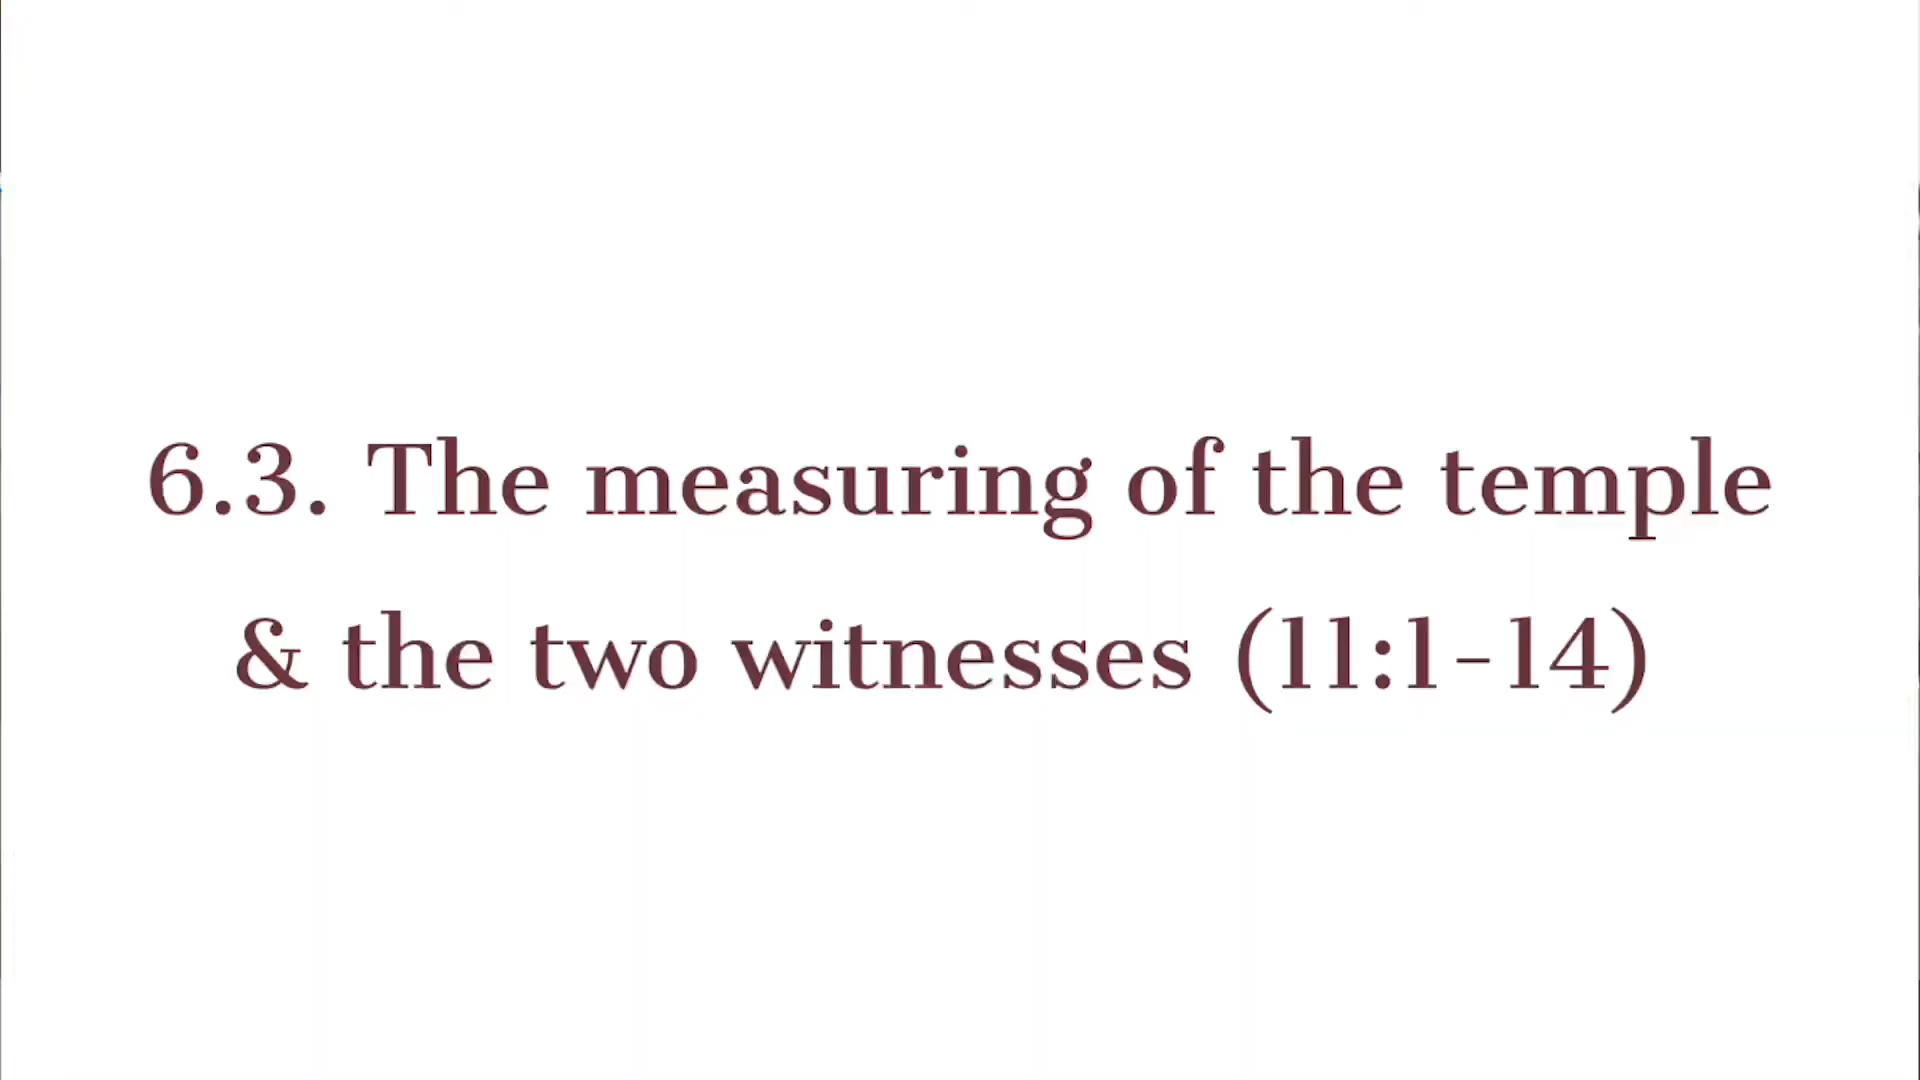 6.3. The measuring of the temple
& the two witnesses (11:1-14)